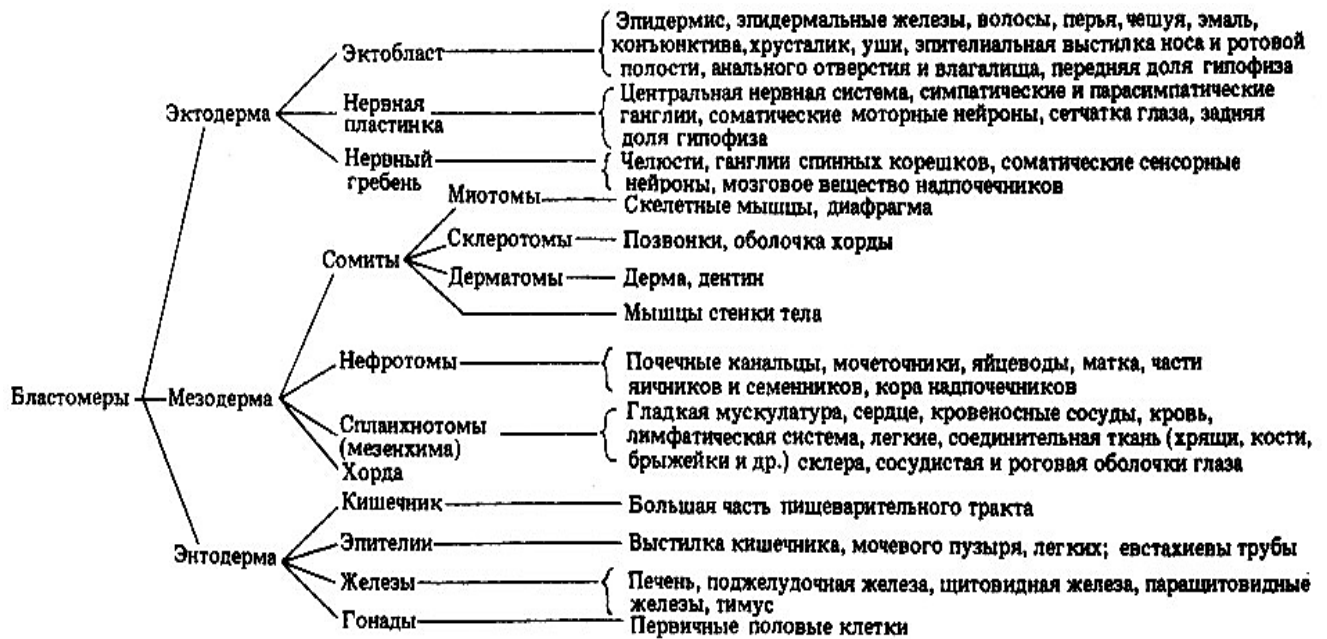 Эктодерма
Эктобласт
Эпидермис, эпидермальные железы, волосы, перья, чешуя, эмаль,
конъюнктива, хрусталик, уши, эпителиальная выстилка носа и ротовой
полости, анального отверстия и влагалища, передняя доля гипофиза
Нервная
пластинка
Центральная нервная система, симпатические и парасимпатические
ганглии, соматические моторные нейроны, сетчатка глаза, задняя
доля гипофиза
Нервный
гребень
Челюсти, ганглии спинных корешков, соматические сенсорные
нейроны, мозговое вещество надпочечников
Бластомеры
Мезодерма
Сомиты
Миотомы
Скелетные мышцы, диафрагма
Склеротомы
Позвонки, оболочка хорды
Дерматомы
Дерма, дентин
Мышцы стенки тела
Нефротомы
Почечные канальцы, мочеточники, яйцеводы, матка, части
яичников и семенников, кора надпочечников
Спланхнотомы
(мезенхима)
Гладкая мускулатура, сердце, кровеносные сосуды, кровь,
лимфатическая система, легкие, соединительная ткань (хрящи, кости,
брыжейки и др.) склера, сосудистая и роговая оболочки глаза
Хорда
Энтодерма
Кишечник
Большая часть пищеварительного тракта
Эпителии
Выстилка кишечника, мочевого пузыря, легких; евстахиевы трубы
Железы
Печень, поджелудочная железа, щитовидная железа, паращитовидные
железы, тимус
Гонады
Первичные половые клетки